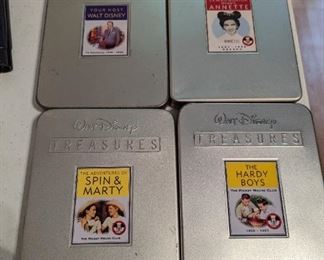 YOUR HOST
WALT DISNEY
ANNETTE
Walt Disney
TREASURES
THE ADVENTURES OF
SPIN & MARTY
THE MICKEY MOUSE CLUB
Walt Disney
TREASURES
THE
HARDY
BOYS
THE MICKEY MOUSE CLUB